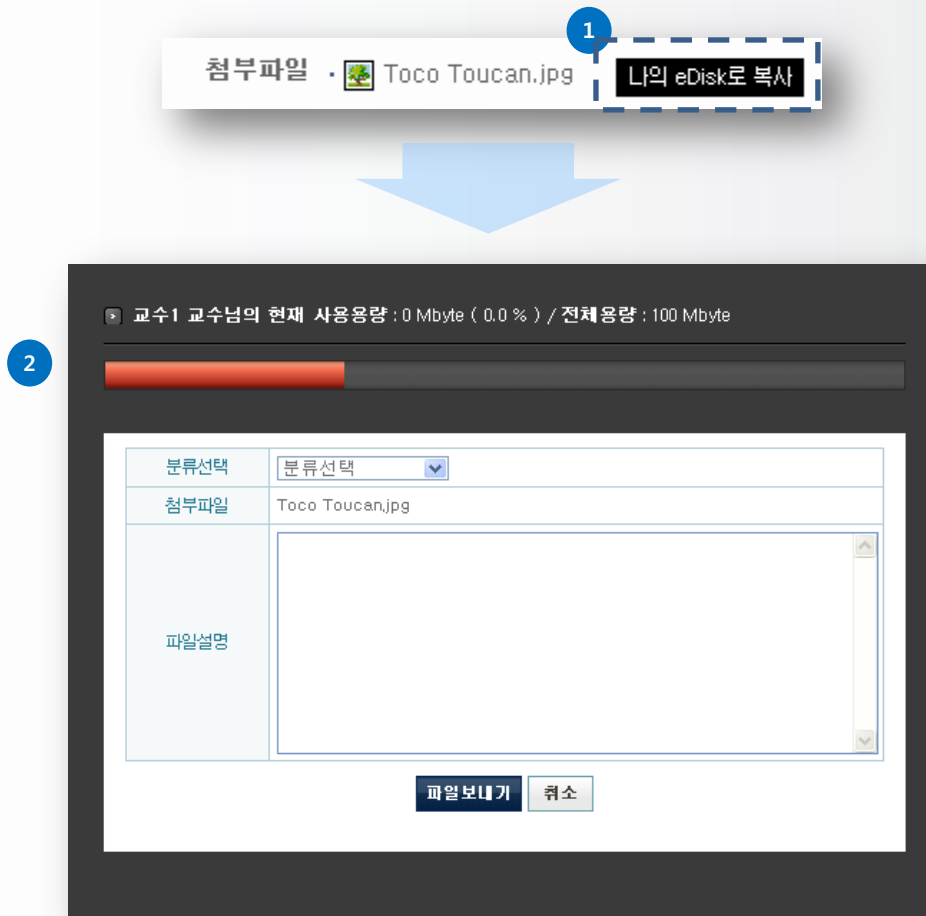 1
첨부파일 · Toco Toucan.jpg 나의 eDisk로 복사
교수1 교수님의 현재 사용용량 : 0 Mbyte ( 0.0 % ) / 전체용량 : 100 Mbyte
2
분류선택 분류선택
첨부파일 Toco Toucan.jpg
파일설명
파일보내기 취소